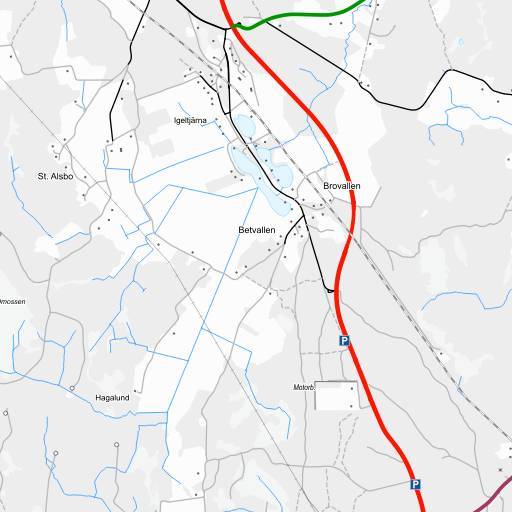 Igeltjärna
St. Alsbo
Brovallen
Betvallen
P
Motorb.
Hagalund
P